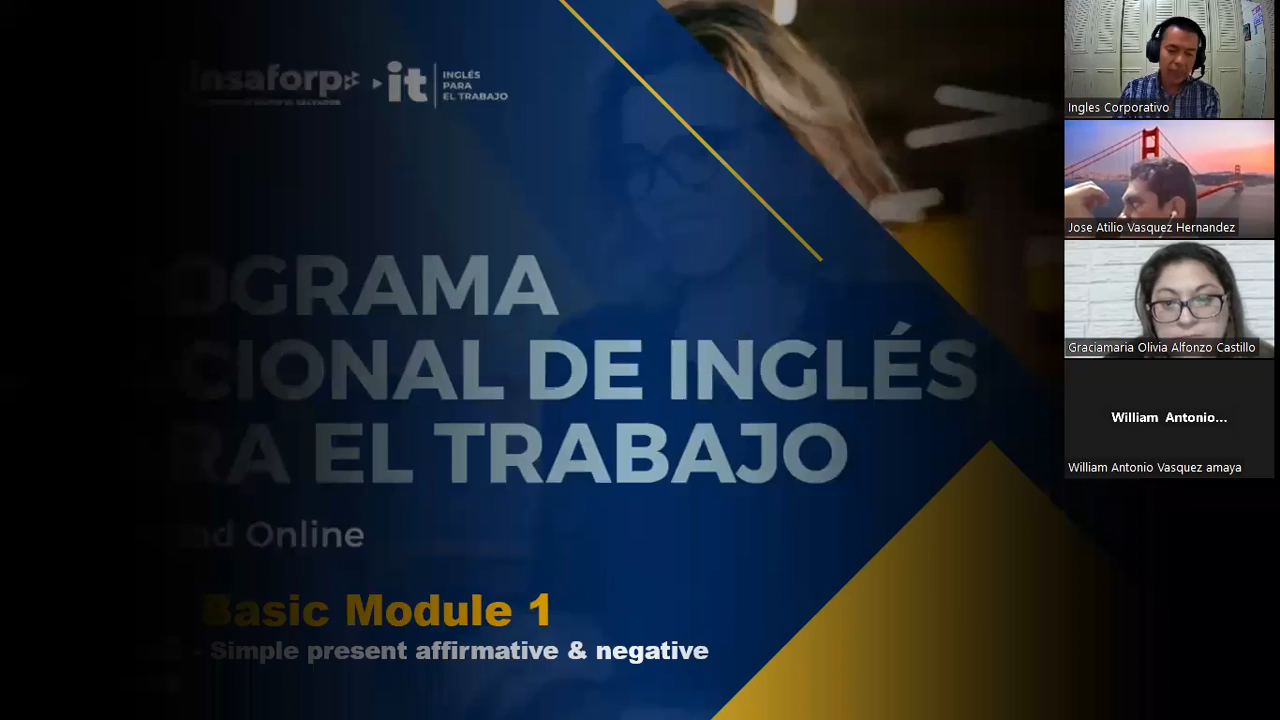 Insaforp
it
INGLÉS
PARA
EL TRABAJO
OGRAMA
CIONAL DE INGLÉS
RA EL TRABAJO
nd Online
Basic Module 1
- Simple present affirmative & negative
Ingles Corporativo
Jose Atilio Vasquez Hernandez
Graciamaria Olivia Alfonzo Castillo
William Antonio...
William Antonio Vasquez amaya